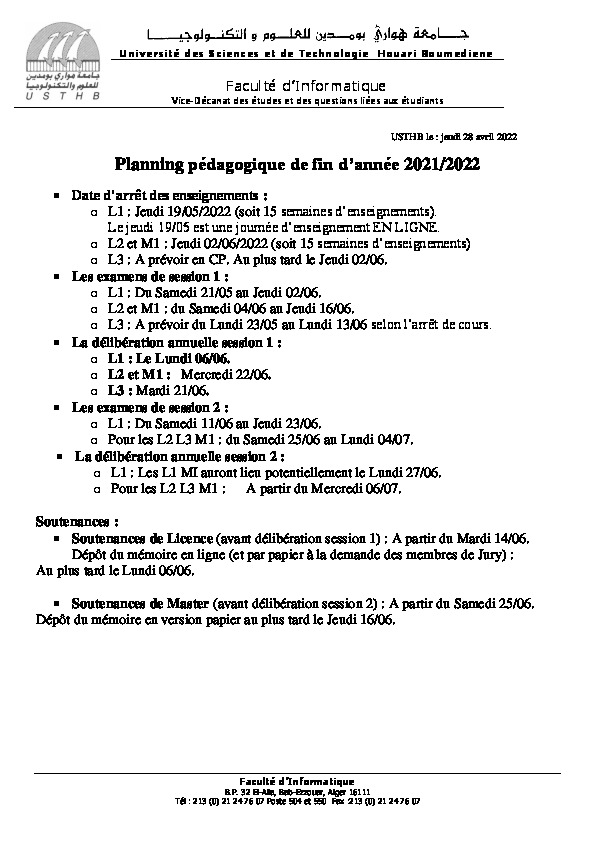 جـــامعة هواري بومـــدين للعلـــوم و التكنـــولوجيـــا
Université des Sciences et de Technologie Houari Boumediene
جامعة هواري بومدين
للعلوم والتكنولوجيا
U S T H B
Faculté d'Informatique
Vice-Décanat des études et des questions liées aux étudiants
USTHB le : jeudi 28 avril 2022
Planning pédagogique de fin d'année 2021/2022
▪ Date d'arrêt des enseignements :
o L1 : Jeudi 19/05/2022 (soit 15 semaines d'enseignements).
Le jeudi 19/05 est une journée d'enseignement EN LIGNE.
o L2 et M1 : Jeudi 02/06/2022 (soit 15 semaines d'enseignements)
o L3 : A prévoir en CP. Au plus tard le Jeudi 02/06.
▪ Les examens de session 1 :
o L1 : Du Samedi 21/05 au Jeudi 02/06.
o L2 et M1 : du Samedi 04/06 au Jeudi 16/06.
o L3 : A prévoir du Lundi 23/05 au Lundi 13/06 selon l'arrêt de cours.
▪ La délibération annuelle session 1 :
o L1 : Le Lundi 06/06.
o L2 et M1 : Mercredi 22/06.
o L3 : Mardi 21/06.
▪ Les examens de session 2 :
o L1 : Du Samedi 11/06 au Jeudi 23/06.
o Pour les L2 L3 M1 : du Samedi 25/06 au Lundi 04/07.
▪ La délibération annuelle session 2 :
o L1 : Les L1 MI auront lieu potentiellement le Lundi 27/06.
o Pour les L2 L3 M1 : A partir du Mercredi 06/07.
Soutenances :
▪ Soutenances de Licence (avant délibération session 1) : A partir du Mardi 14/06.
Dépôt du mémoire en ligne (et par papier à la demande des membres de Jury) :
Au plus tard le Lundi 06/06.
▪ Soutenances de Master (avant délibération session 2) : A partir du Samedi 25/06.
Dépôt du mémoire en version papier au plus tard le Jeudi 16/06.
Faculté d'Informatique
B.P. 32 El-Alia, Bab-Ezzouar, Alger 16111
Tél : 213 (0) 21 24 76 07 Poste 504 et 550 Fax 213 (0) 21 24 76 07